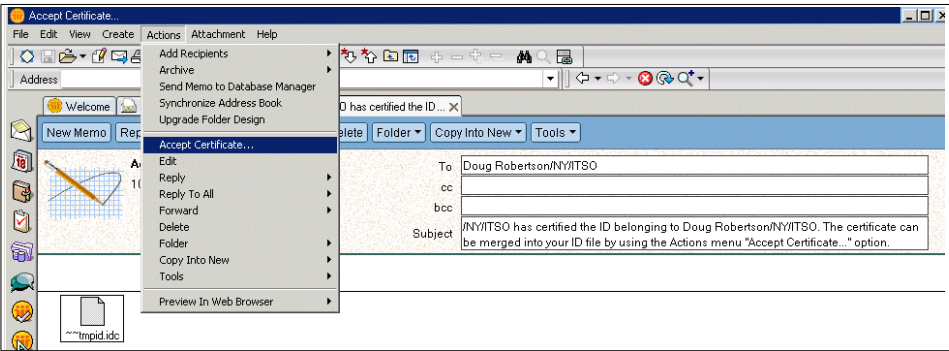 Accept Certificate...
File Edit View Create Actions Attachment Help
Address
Welcome
O has certified the ID...
New Memo Rep
elete Folder Copy Into New Tools
Add Recipients
Archive
Send Memo to Database Manager
Synchronize Address Book
Upgrade Folder Design
Accept Certificate...
Edit
Reply
Reply To All
Forward
Delete
Folder
Copy Into New
Tools
Preview In Web Browser
A
10
To Doug Robertson/NY/ITSO
cc
bcc
Subject /NY/ITSO has certified the ID belonging to Doug Robertson/NY/ITSO. The certificate can
be merged into your ID file by using the Actions menu "Accept Certificate..." option.
~~tmpid.idc